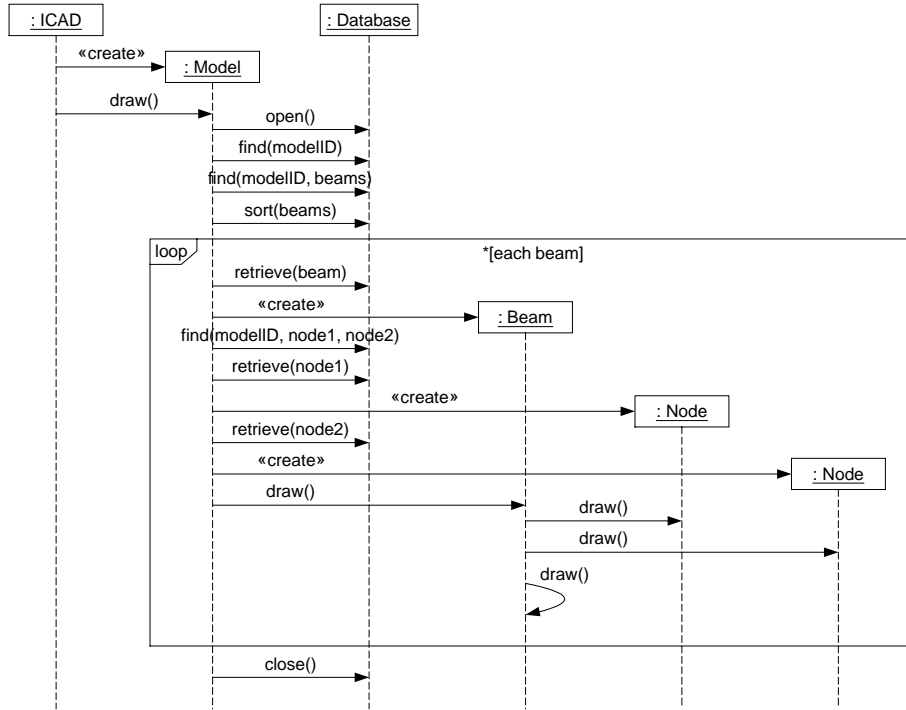 : ICAD
: Database
«create»
: Model
draw()
open()
find(modelID)
find(modelID, beams)
sort(beams)
loop
*[each beam]
retrieve(beam)
«create»
: Beam
find(modelID, node1, node2)
retrieve(node1)
«create»
: Node
retrieve(node2)
«create»
: Node
draw()
draw()
draw()
draw()
close()